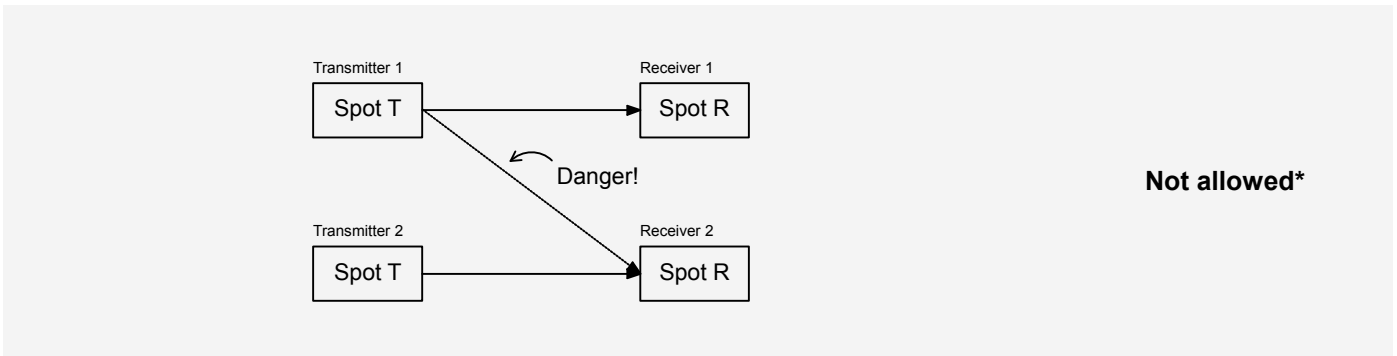 Transmitter 1
Receiver 1
Spot T
Spot R
Danger!
Not allowed*
Transmitter 2
Receiver 2
Spot T
Spot R